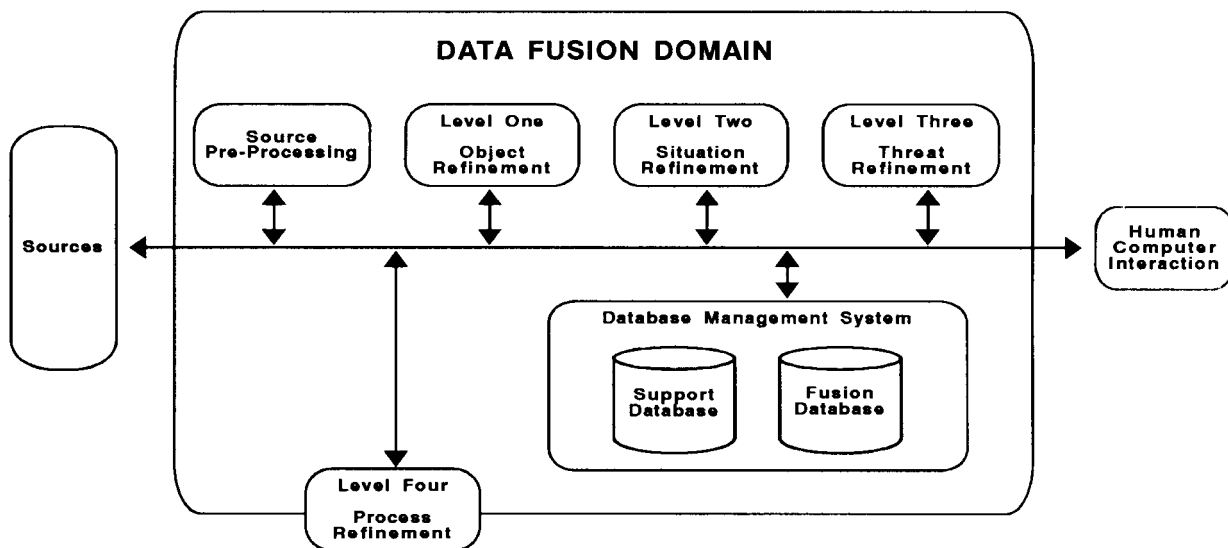 DATA FUSION DOMAIN
Source
Pre-Processing
Level One
Object
Refinement
Level Two
Situation
Refinement
Level Three
Threat
Refinement
Sources
Human
Computer
Interaction
Database Management System
Support
Database
Fusion
Database
Level Four
Process
Refinement